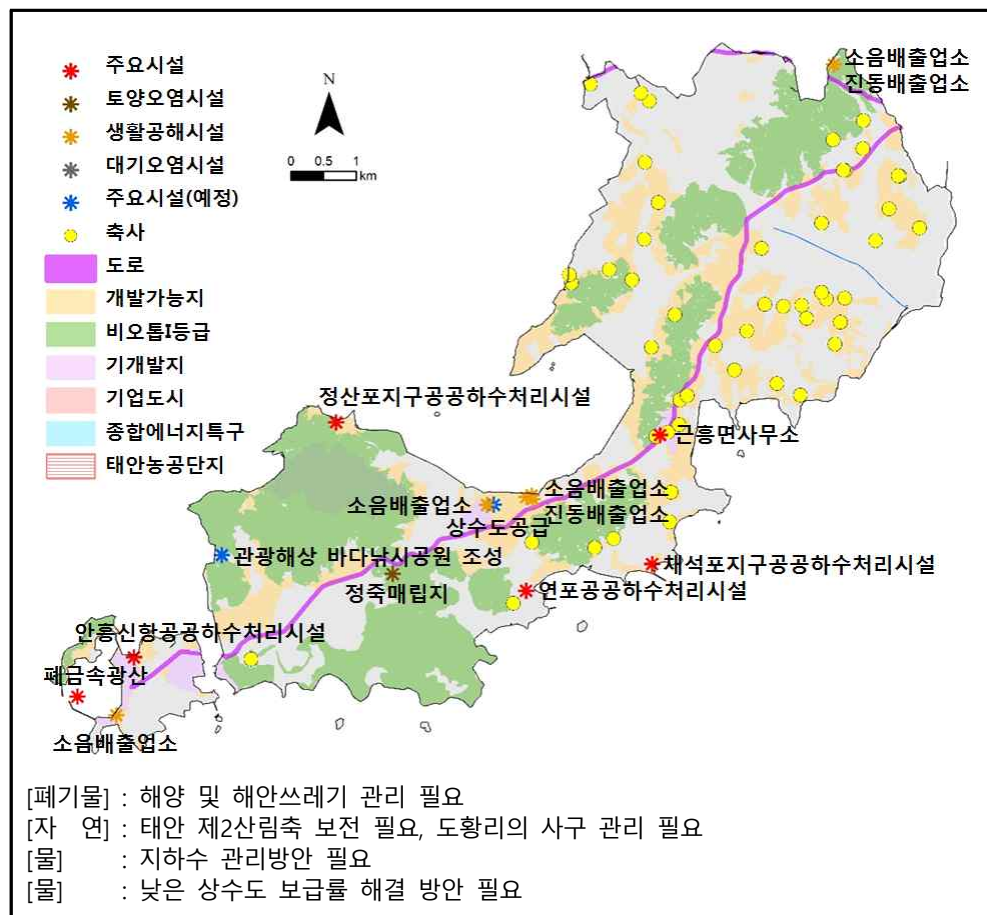 주요시설
토양오염시설
생활공해시설
대기오염시설
주요시설(예정)
축사
도로
개발가능지
비오톱I등급
기개발지
기업도시
종합에너지특구
태안농공단지
N
0 0.5 1
km
소음배출업소
진동배출업소
정산포지구공공하수처리시설
근흥면사무소
소음배출업소
소음배출업소
진동배출업소
상수도공급
관광해상 바다낚시공원 조성
정죽매립지
채석포지구공공하수처리시설
연포공공하수처리시설
안흥신항공공하수처리시설
폐금속광산
소음배출업소
[폐기물] : 해양 및 해안쓰레기 관리 필요
[자 연] : 태안 제2산림축 보전 필요, 도황리의 사구 관리 필요
[물] : 지하수 관리방안 필요
[물] : 낮은 상수도 보급률 해결 방안 필요